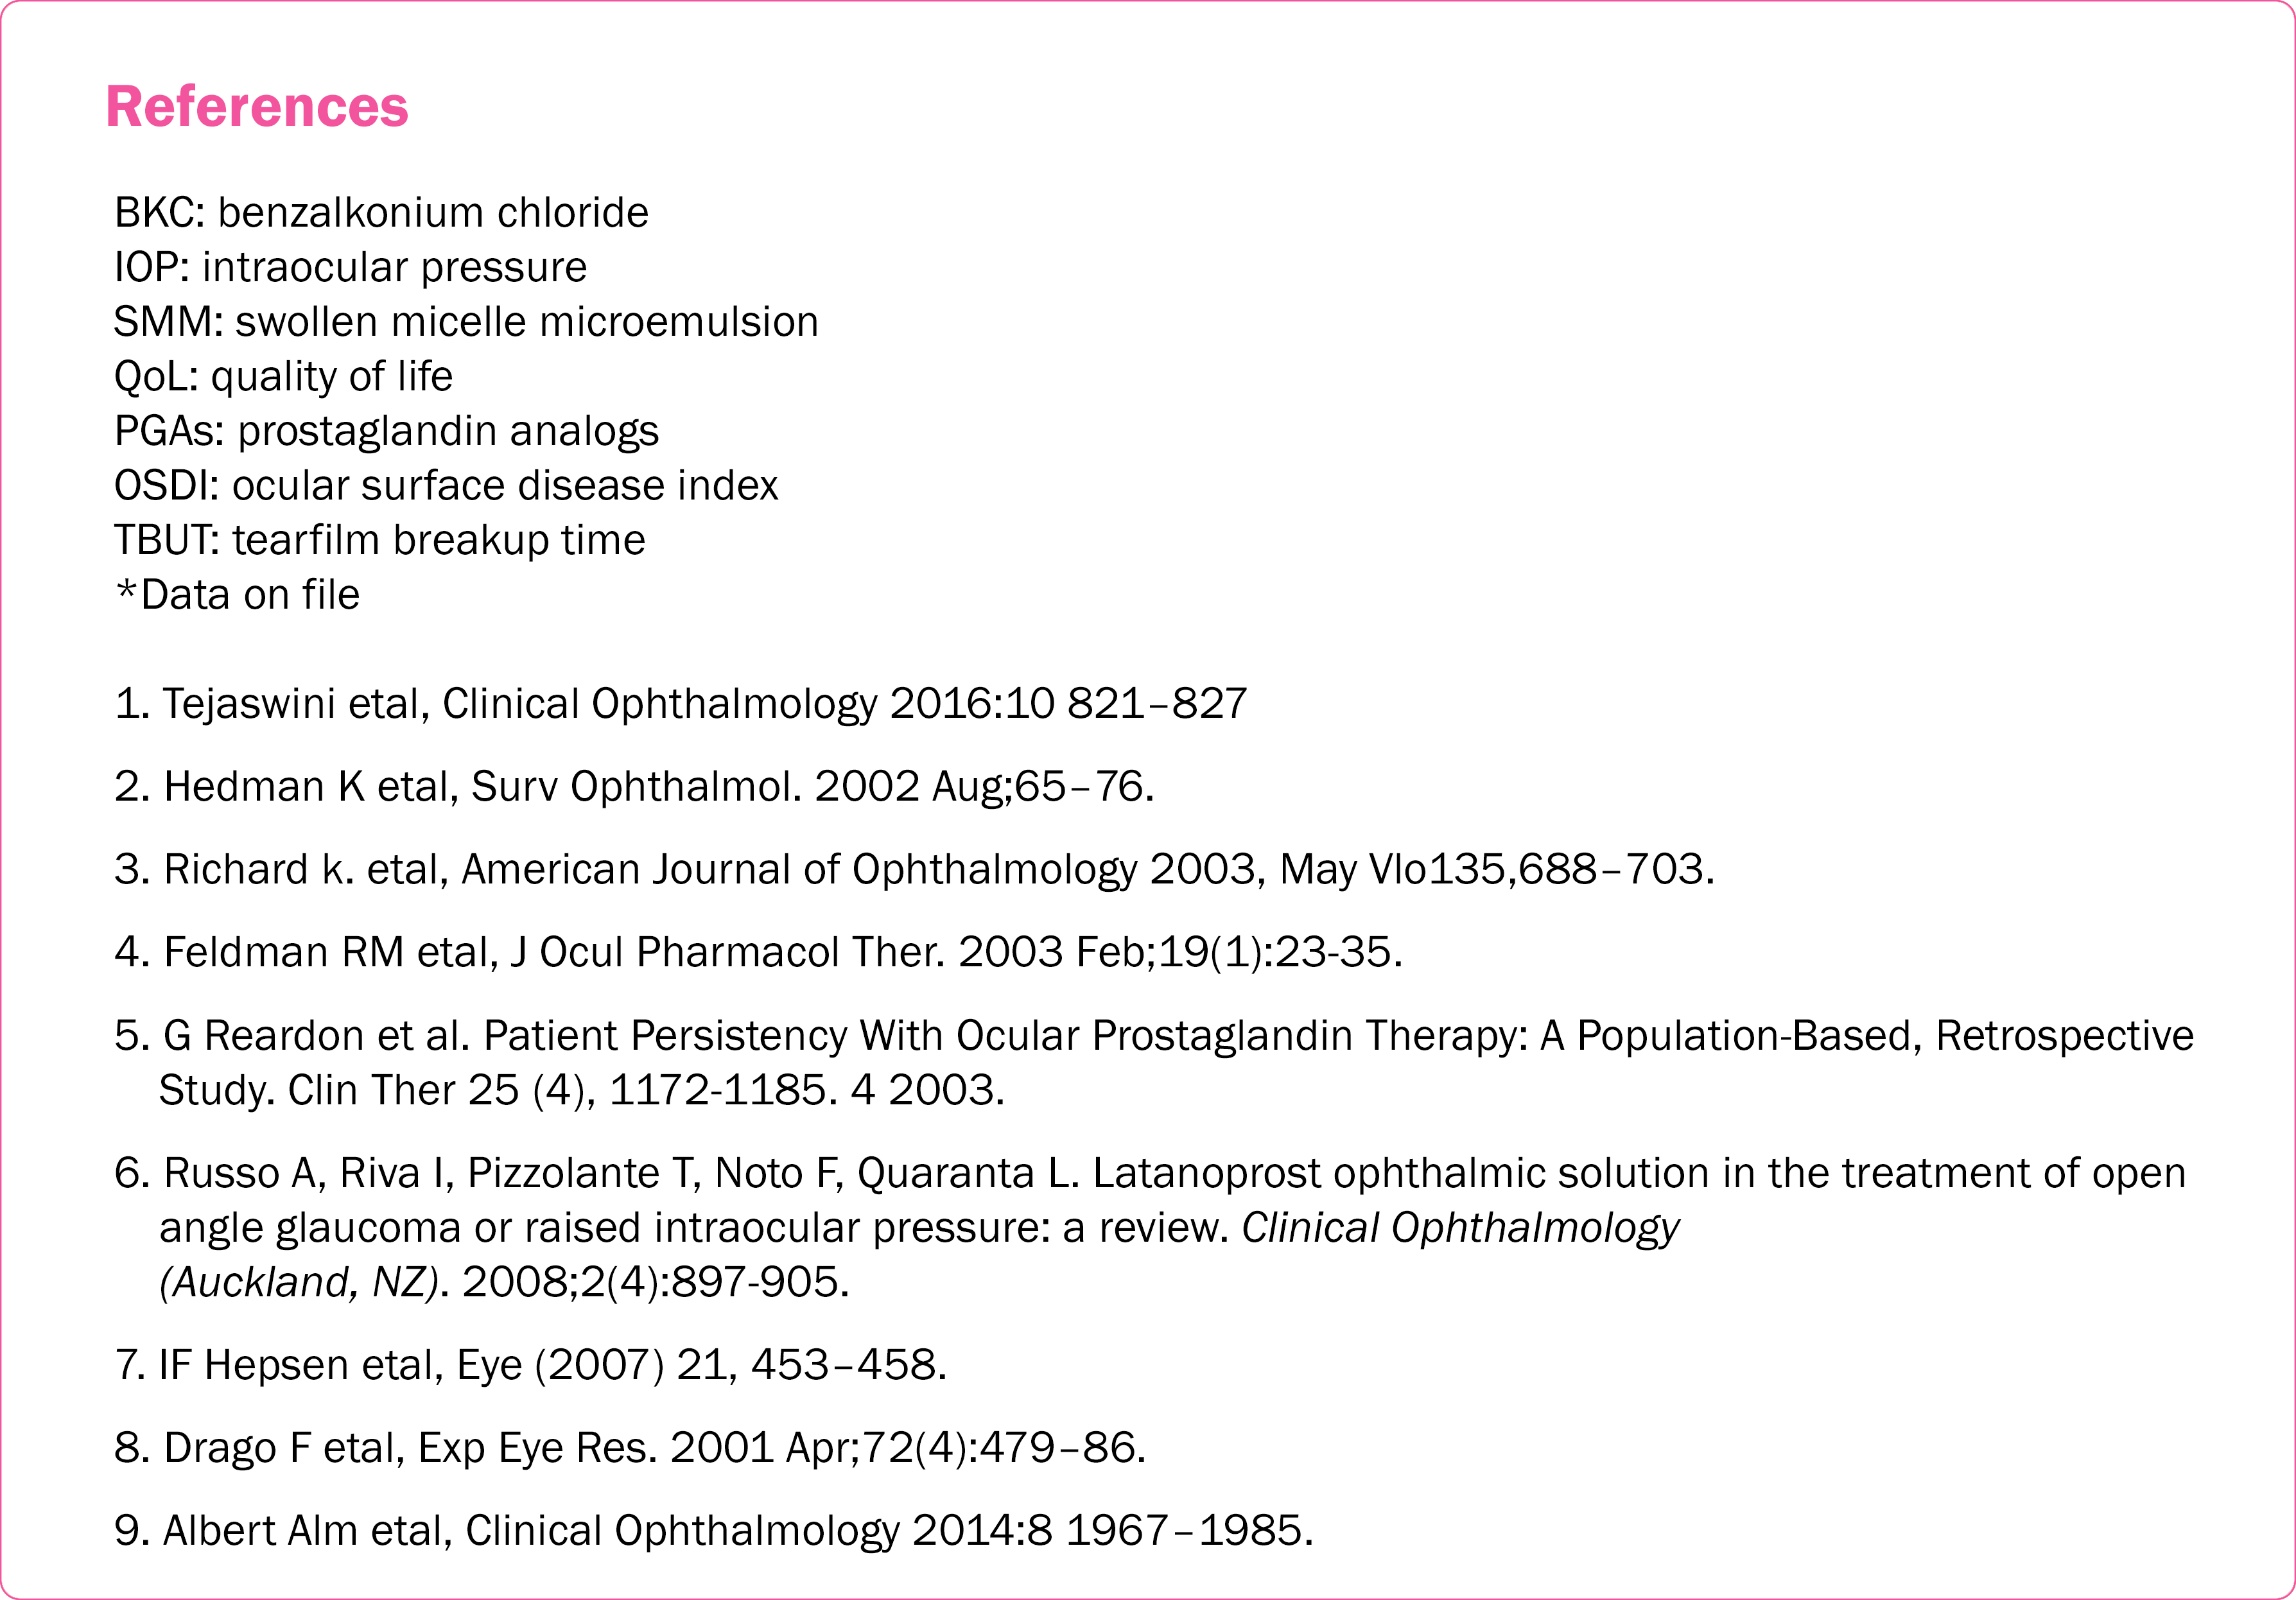 References
BKC: benzalkonium chloride
IOP: intraocular pressure
SMM: swollen micelle microemulsion
QoL: quality of life
PGAs: prostaglandin analogs
OSDI: ocular surface disease index
TBUT: tearfilm breakup time
*Data on file
1. Tejaswini etal, Clinical Ophthalmology 2016:10 821–827
2. Hedman K etal, Surv Ophthalmol. 2002 Aug;65–76.
3. Richard k. etal, American Journal of Ophthalmology 2003, May Vlo135,688–703.
4. Feldman RM etal, J Ocul Pharmacol Ther. 2003 Feb;19(1):23-35.
5. G Reardon et al. Patient Persistency With Ocular Prostaglandin Therapy: A Population-Based, Retrospective
Study. Clin Ther 25 (4), 1172-1185. 4 2003.
6. Russo A, Riva I, Pizzolante T, Noto F, Quaranta L. Latanoprost ophthalmic solution in the treatment of open
angle glaucoma or raised intraocular pressure: a review. Clinical Ophthalmology
(Auckland, NZ). 2008;2(4):897-905.
7. IF Hepsen etal, Eye (2007) 21, 453–458.
8. Drago F etal, Exp Eye Res. 2001 Apr;72(4):479–86.
9. Albert Alm etal, Clinical Ophthalmology 2014:8 1967–1985.